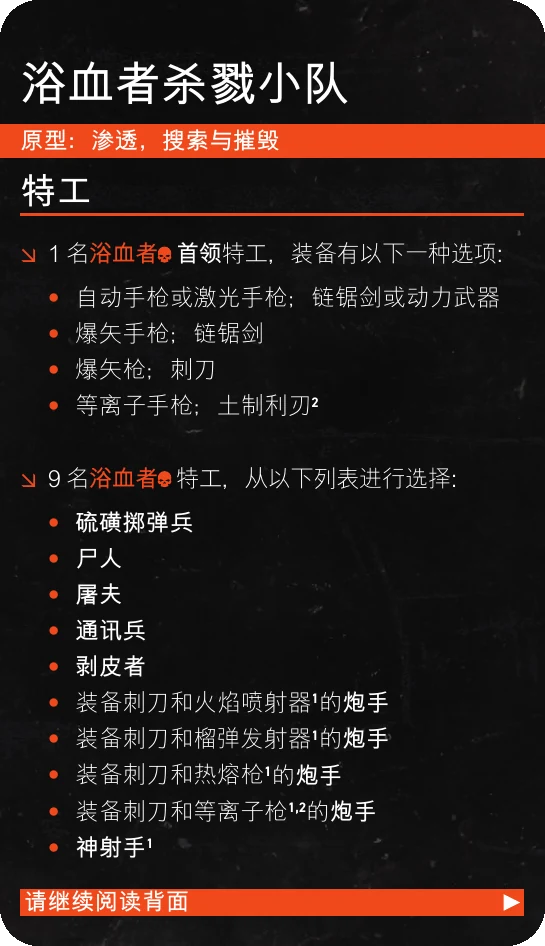 浴血者杀戮小队
原型：渗透，搜索与摧毁
特工
1 名浴血者首领特工，装备有以下一种选项：
自动手枪或激光手枪；链锯剑或动力武器
爆矢手枪；链锯剑
爆矢枪；刺刀
等离子手枪；土制利刃²
9 名浴血者特工，从以下列表进行选择：
硫磺掷弹兵
尸人
屠夫
通讯兵
剥皮者
装备刺刀和火焰喷射器¹的炮手
装备刺刀和榴弹发射器¹的炮手
装备刺刀和热熔枪¹的炮手
装备刺刀和等离子枪¹˒²的炮手
神射手¹
请继续阅读背面